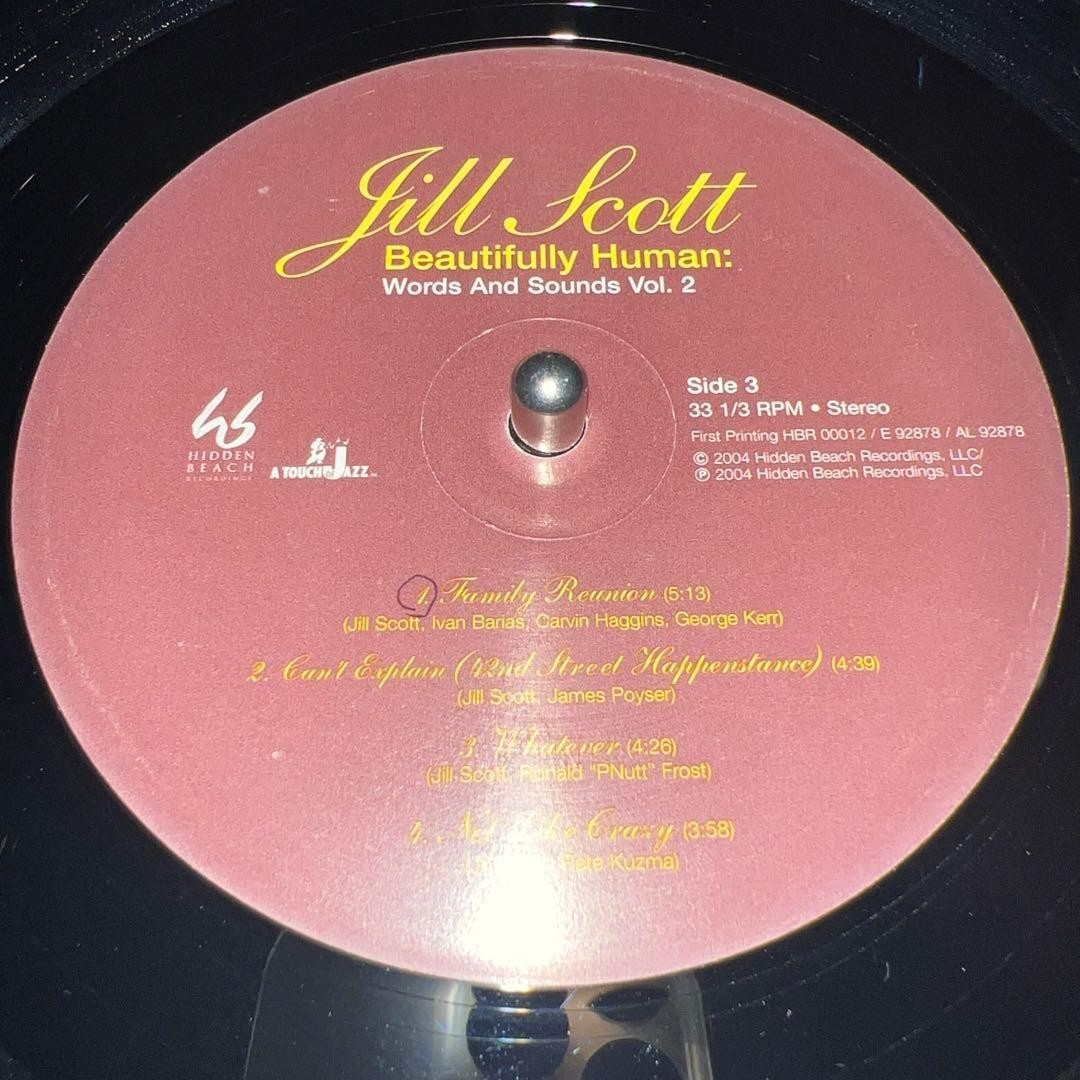 Jill Scott
Beautifully Human:
Words And Sounds Vol. 2
Side 3
33 1/3 RPM • Stereo
First Printing HBR 00012 / E 92878 / AL 92878
© 2004 Hidden Beach Recordings, LLC/
℗ 2004 Hidden Beach Recordings, LLC
HIDDEN
BEACH
RECORDINGS
A TOUCH OF JAZZ
1. Family Reunion (5:13)
(Jill Scott, Ivan Barias, Carvin Haggins, George Kerr)
2. Can't Explain (42nd Street Happenstance) (4:39)
(Jill Scott, James Poyser)
3. Whatever (4:26)
(Jill Scott, Ronald "PNutt" Frost)
4. Crazy (3:58)
Pete Kuzma)